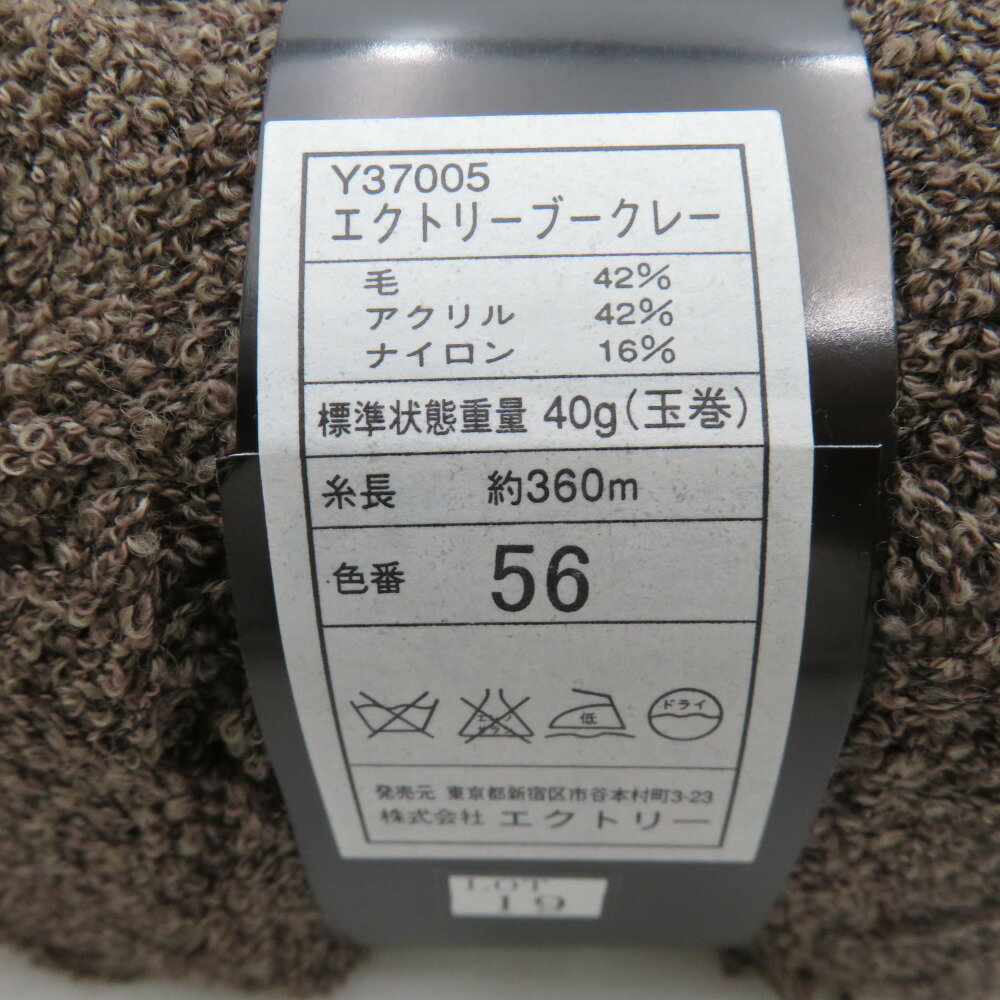 Y37005
エクトリーブークレー
毛 42%
アクリル 42%
ナイロン 16%
標準状態重量 40g(玉巻)
糸長 約360m
色番 56
低
ドライ
発売元 東京都新宿区市谷本村町3-23
株式会社 エクトリー
LOT
19